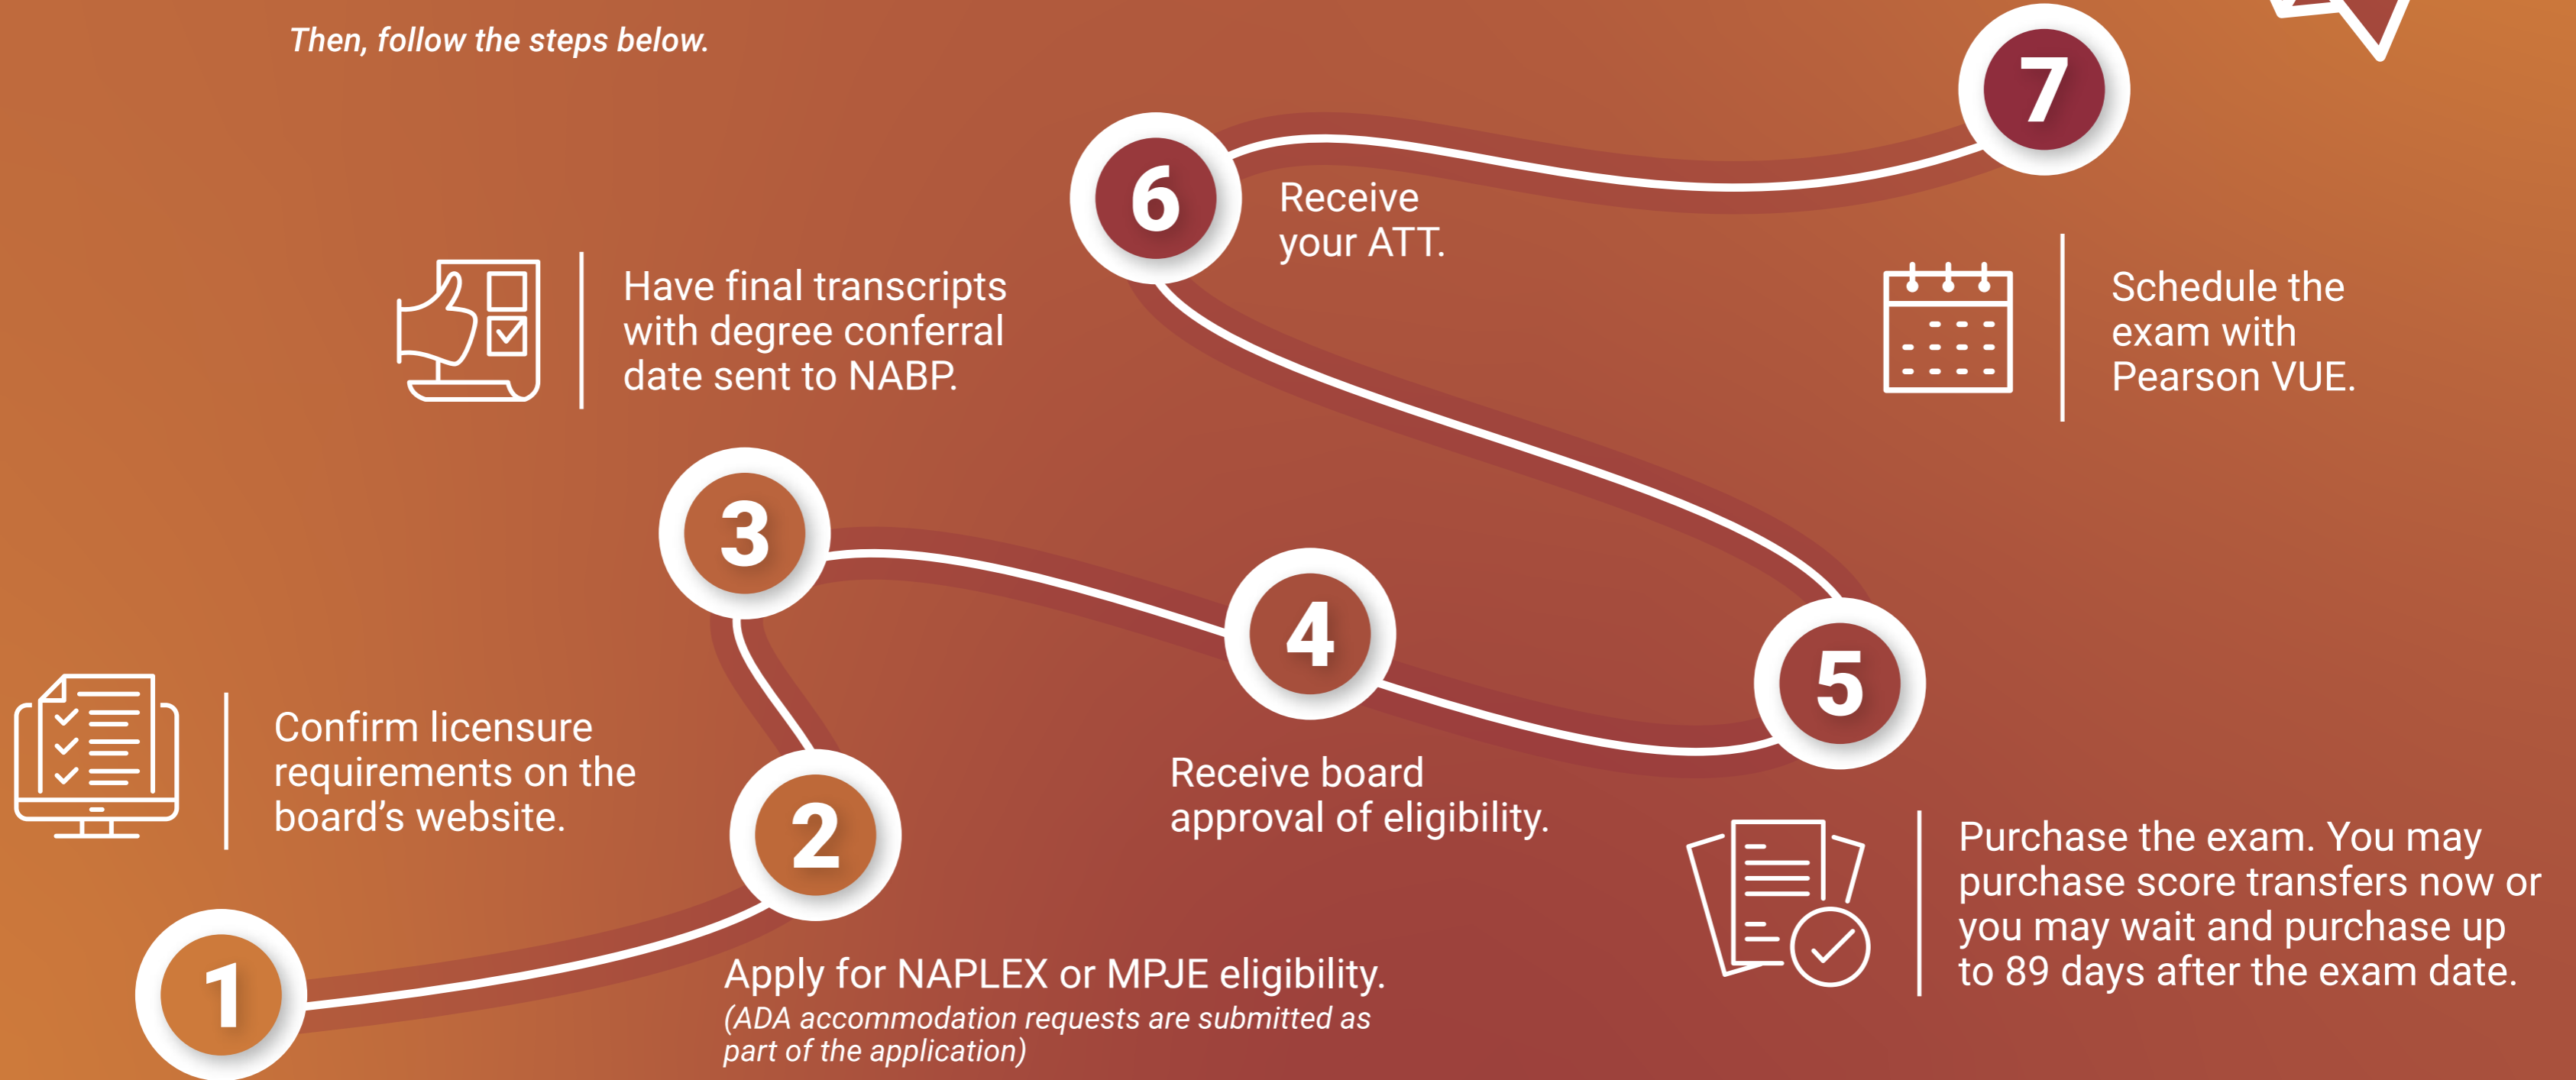 Then, follow the steps below.
1
Confirm licensure
requirements on the
board's website.
2
Apply for NAPLEX or MPJE eligibility.
(ADA accommodation requests are submitted as
part of the application)
3
Have final transcripts
with degree conferral
date sent to NABP.
4
Receive board
approval of eligibility.
5
Purchase the exam. You may
purchase score transfers now or
you may wait and purchase up
to 89 days after the exam date.
6
Receive
your ATT.
7
Schedule the
exam with
Pearson VUE.